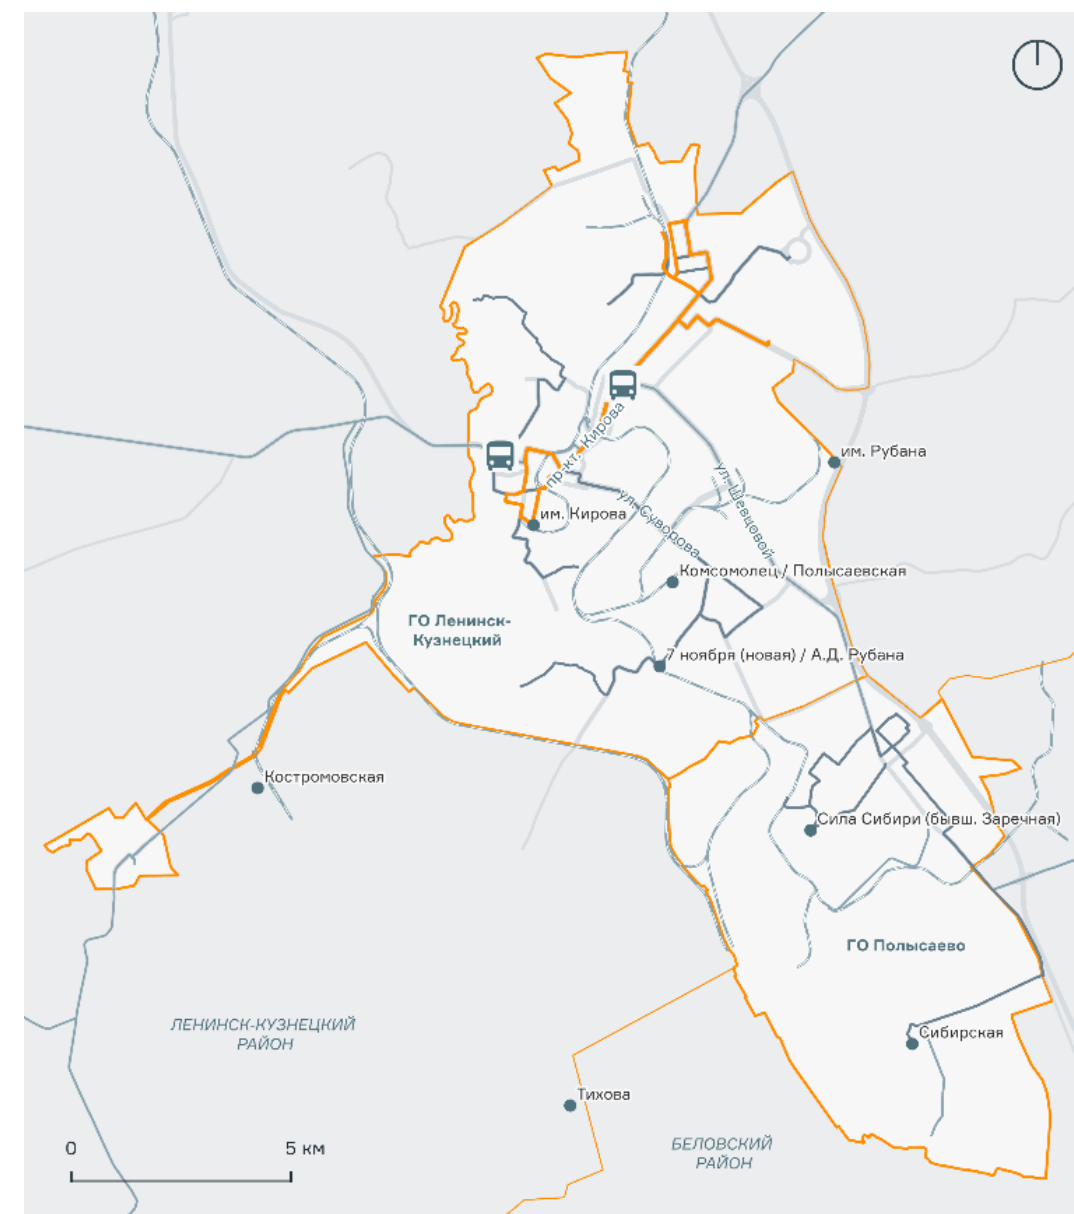 им. Рубана
пр-кт. Кирова
ул. Шевцовой
ул. Суворова
им. Кирова
Комсомолец / Полысаевская
ГО Ленинск-
Кузнецкий
7 ноября (новая) / А.Д. Рубана
Костромовская
Сила Сибири (бывш. Заречная)
ГО Полысаево
ЛЕНИНСК-КУЗНЕЦКИЙ
РАЙОН
Сибирская
Тихова
БЕЛОВСКИЙ
РАЙОН
0 5 км